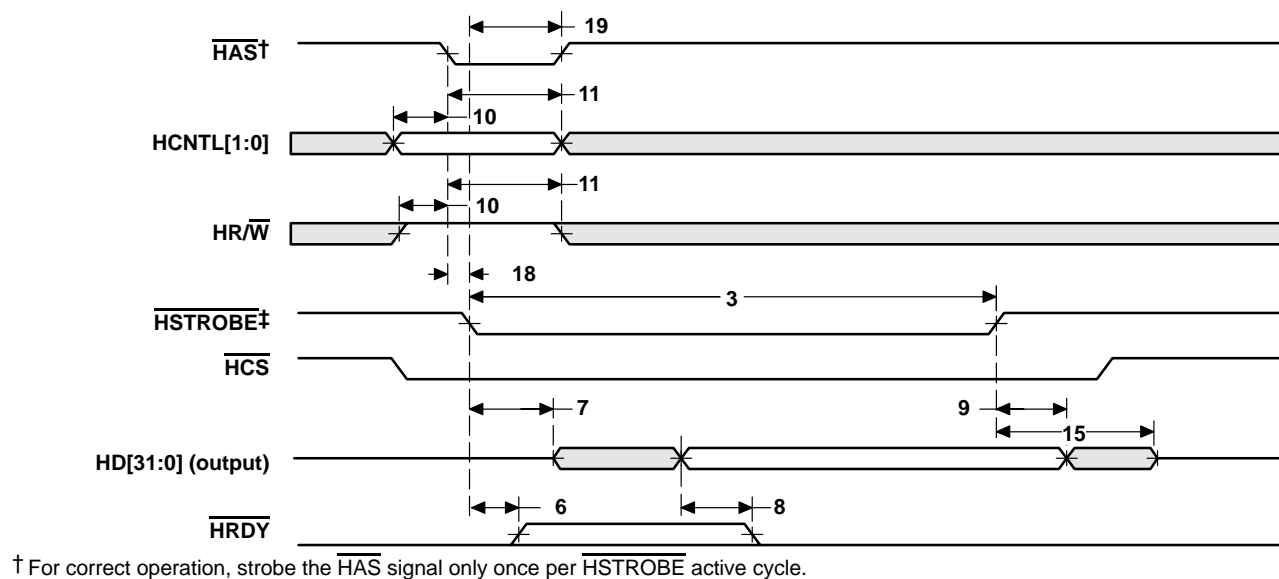 19
HAS†
11
10
HCNTL[1:0]
11
10
HR/W
18
3
HSTROBE‡
HCS
7
9
15
HD[31:0] (output)
6
8
HRDY
† For correct operation, strobe the HAS signal only once per HSTROBE active cycle.